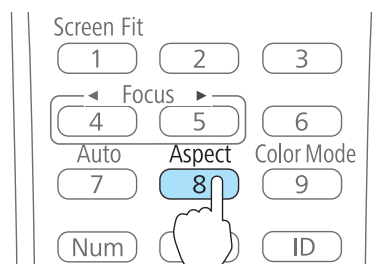 Screen Fit
1 2 3
◄ Focus ►
4 5 6
Auto Aspect Color Mode
7 8 9
Num ID